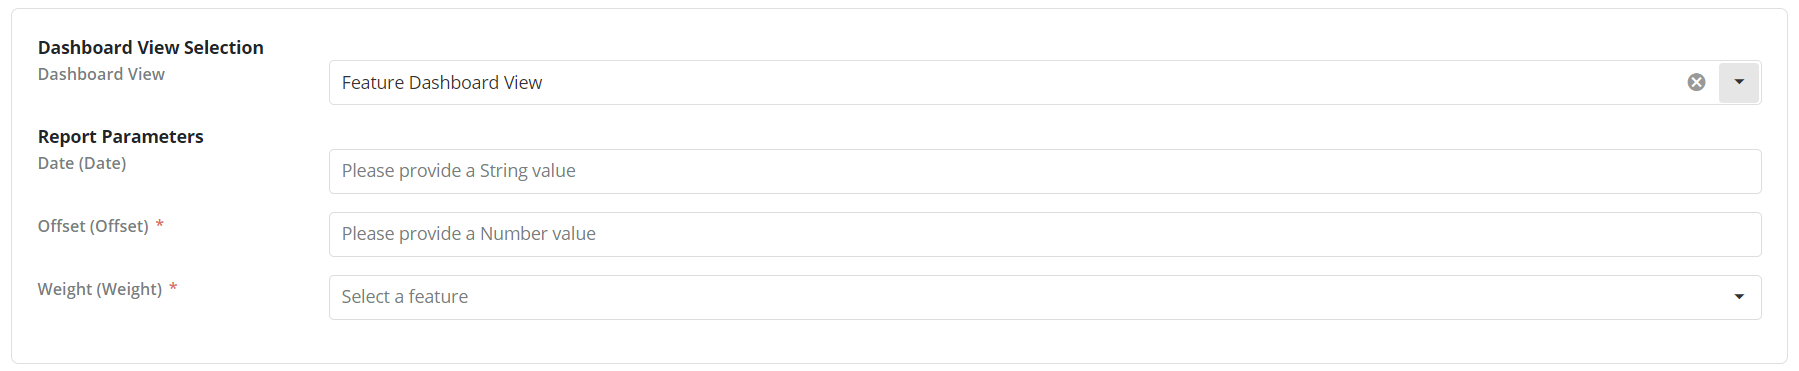 Dashboard View Selection
Dashboard View
Feature Dashboard View
Report Parameters
Date (Date)
Please provide a String value
Offset (Offset) *
Please provide a Number value
Weight (Weight) *
Select a feature